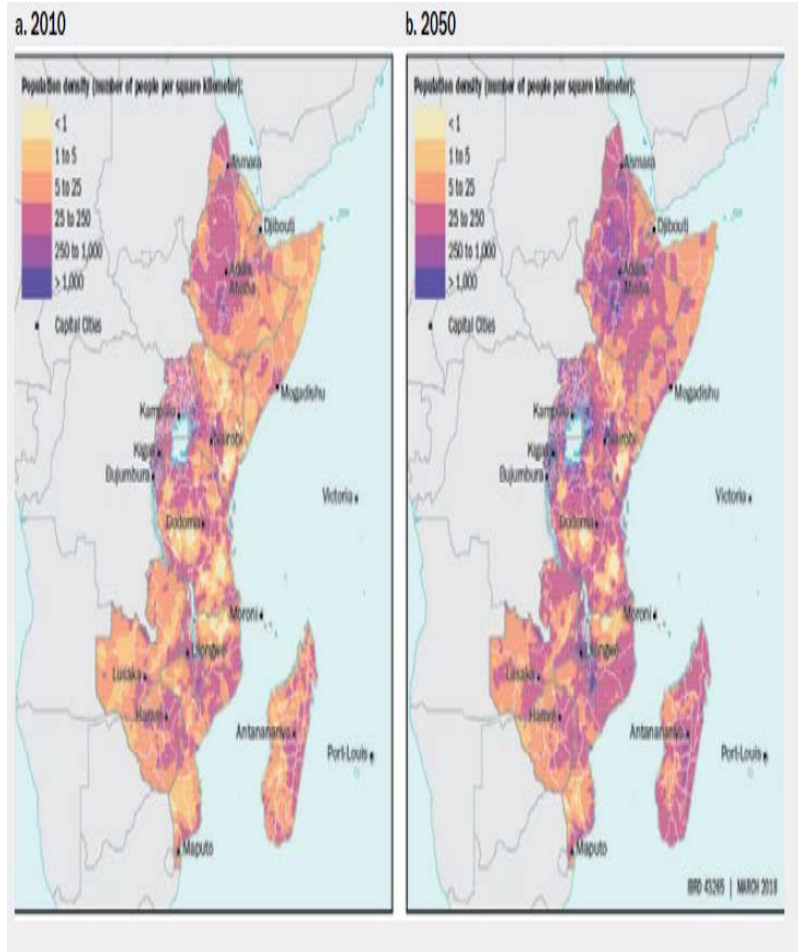 a. 2010
b. 2050
Population density (number of people per square kilometer):
< 1
1 to 5
5 to 25
25 to 250
250 to 1,000
> 1,000
Capital Cities
Asmara
Djibouti
Addis
Ababa
Mogadishu
Kampala
Nairobi
Kigali
Bujumbura
Victoria
Dodoma
Moroni
Lilongwe
Lusaka
Harare
Antananarivo
Port-Louis
Maputo
Population density (number of people per square kilometer):
< 1
1 to 5
5 to 25
25 to 250
250 to 1,000
> 1,000
Capital Cities
Asmara
Djibouti
Addis
Ababa
Mogadishu
Kampala
Nairobi
Kigali
Bujumbura
Victoria
Dodoma
Moroni
Lilongwe
Lusaka
Harare
Antananarivo
Port-Louis
Maputo
IBRD 43265 | MARCH 2018